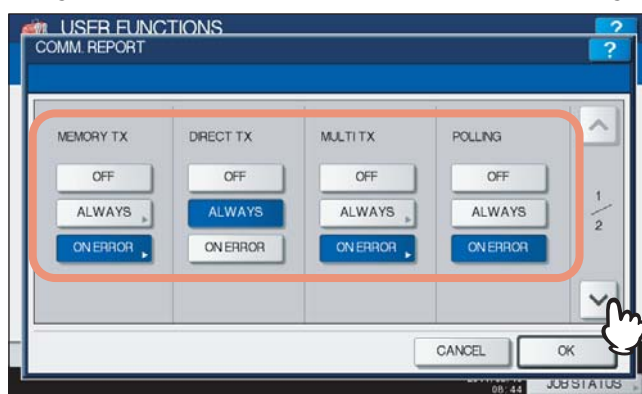 USER FUNCTIONS
?
COMM. REPORT
?
MEMORY TX
DIRECT TX
MULTI TX
POLLING
OFF
OFF
OFF
OFF
ALWAYS
ALWAYS
ALWAYS
ALWAYS
1
2
ON ERROR
ON ERROR
ON ERROR
ON ERROR
CANCEL
OK
08:44
JOB STATUS